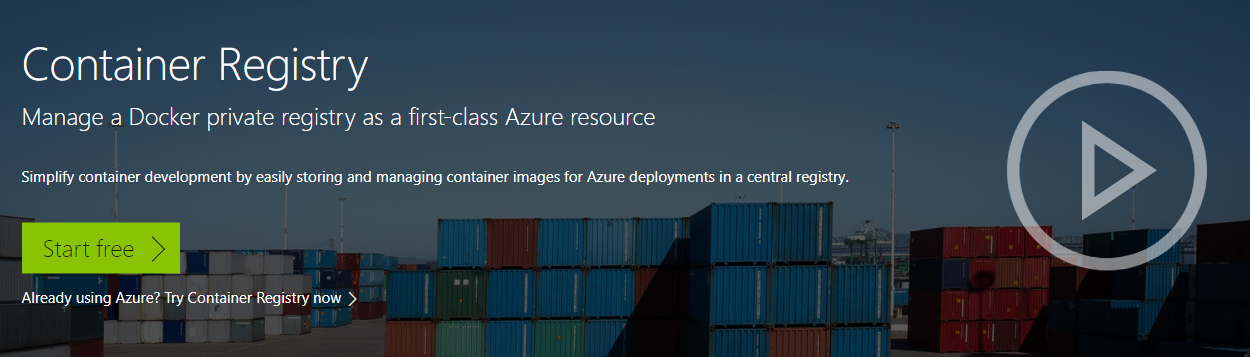 Container Registry
Manage a Docker private registry as a first-class Azure resource
Simplify container development by easily storing and managing container images for Azure deployments in a central registry.
Start free
Already using Azure? Try Container Registry now